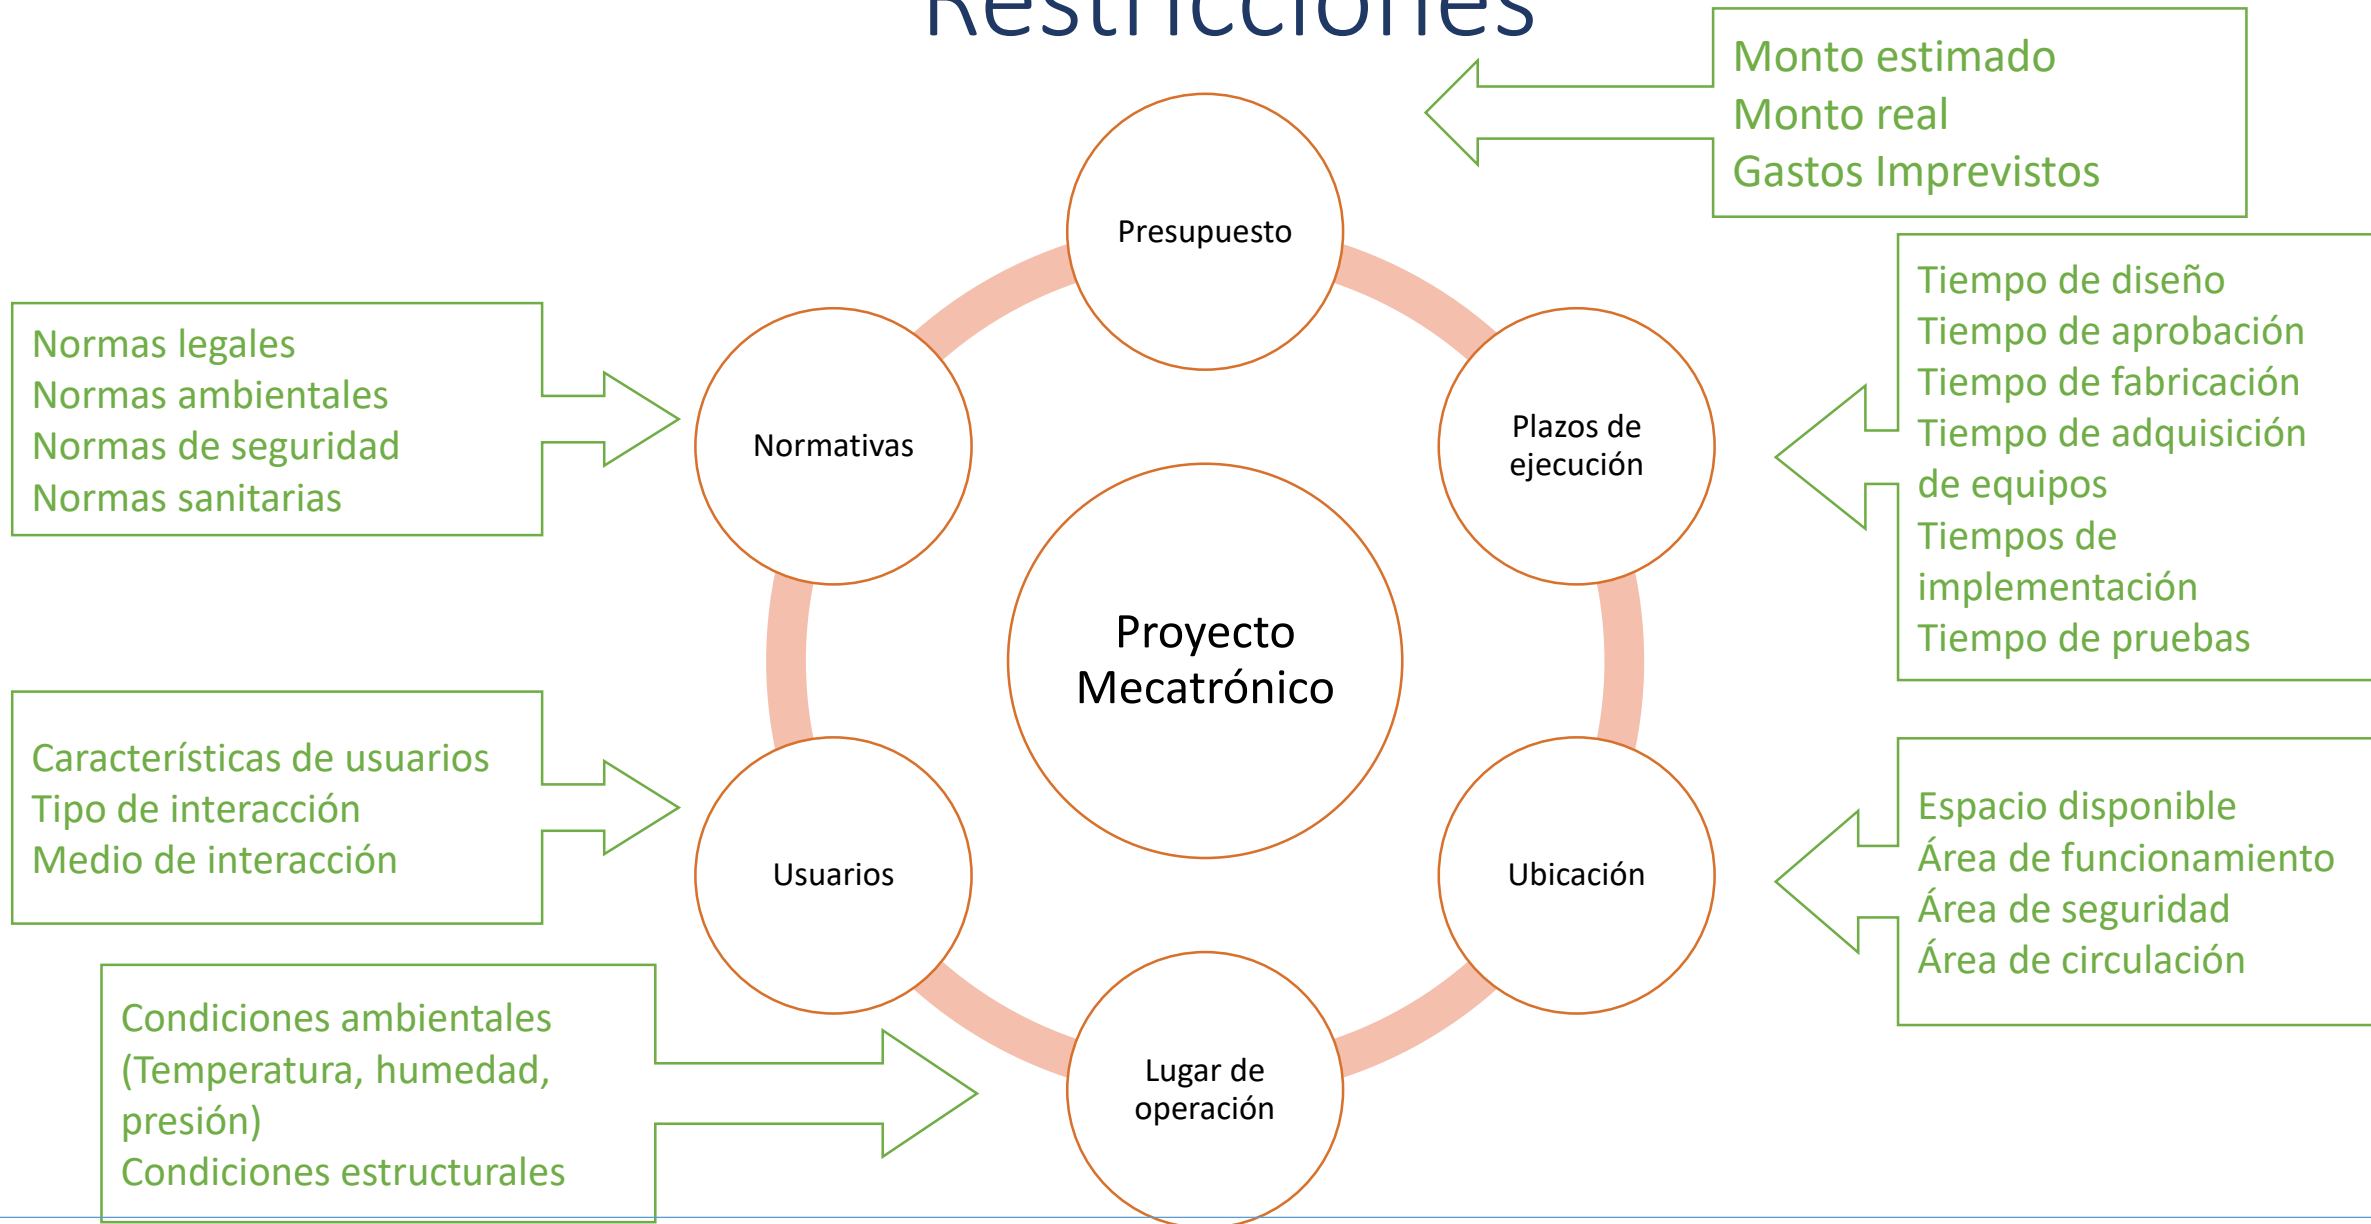 Restricciones
Monto estimado
Monto real
Gastos Imprevistos
Presupuesto
Tiempo de diseño
Tiempo de aprobación
Tiempo de fabricación
Tiempo de adquisición
de equipos
Tiempos de
implementación
Tiempo de pruebas
Plazos de
ejecución
Normas legales
Normas ambientales
Normas de seguridad
Normas sanitarias
Normativas
Proyecto
Mecatrónico
Características de usuarios
Tipo de interacción
Medio de interacción
Usuarios
Ubicación
Espacio disponible
Área de funcionamiento
Área de seguridad
Área de circulación
Condiciones ambientales
(Temperatura, humedad,
presión)
Condiciones estructurales
Lugar de
operación